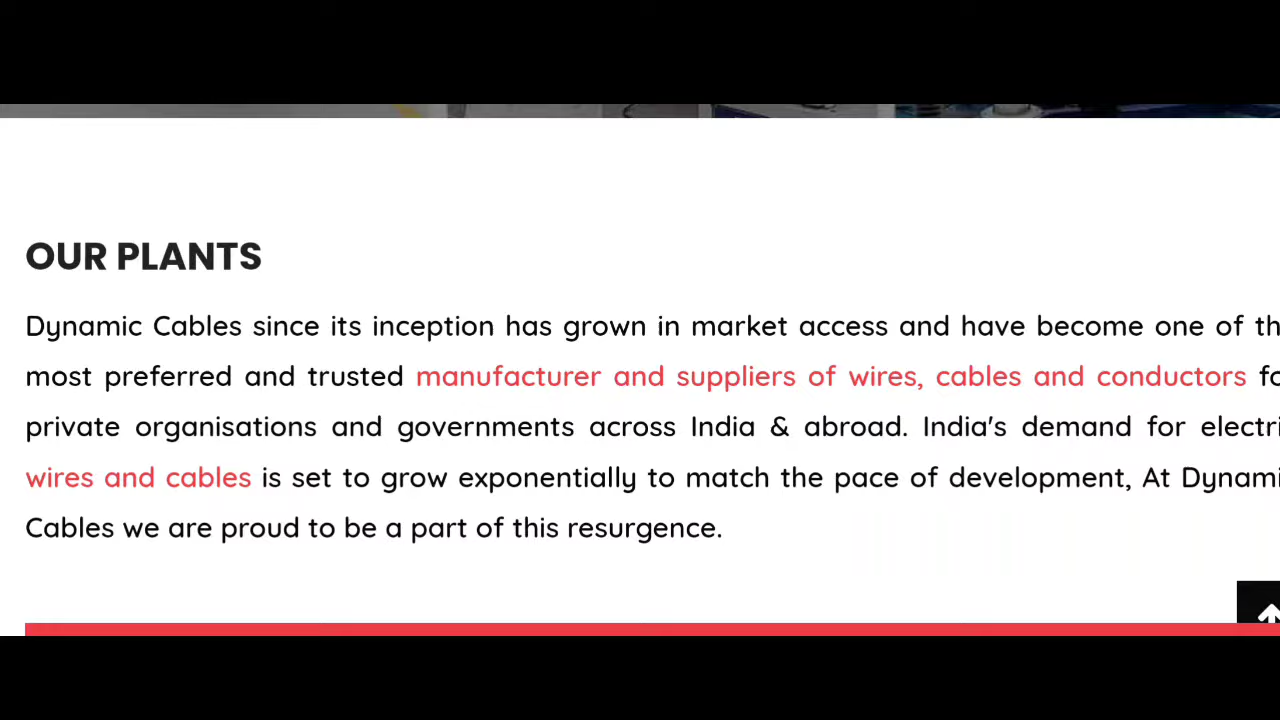 OUR PLANTS
Dynamic Cables since its inception has grown in market access and have become one of th
most preferred and trusted manufacturer and suppliers of wires, cables and conductors fo
private organisations and governments across India & abroad. India's demand for electri
wires and cables is set to grow exponentially to match the pace of development, At Dynami
Cables we are proud to be a part of this resurgence.